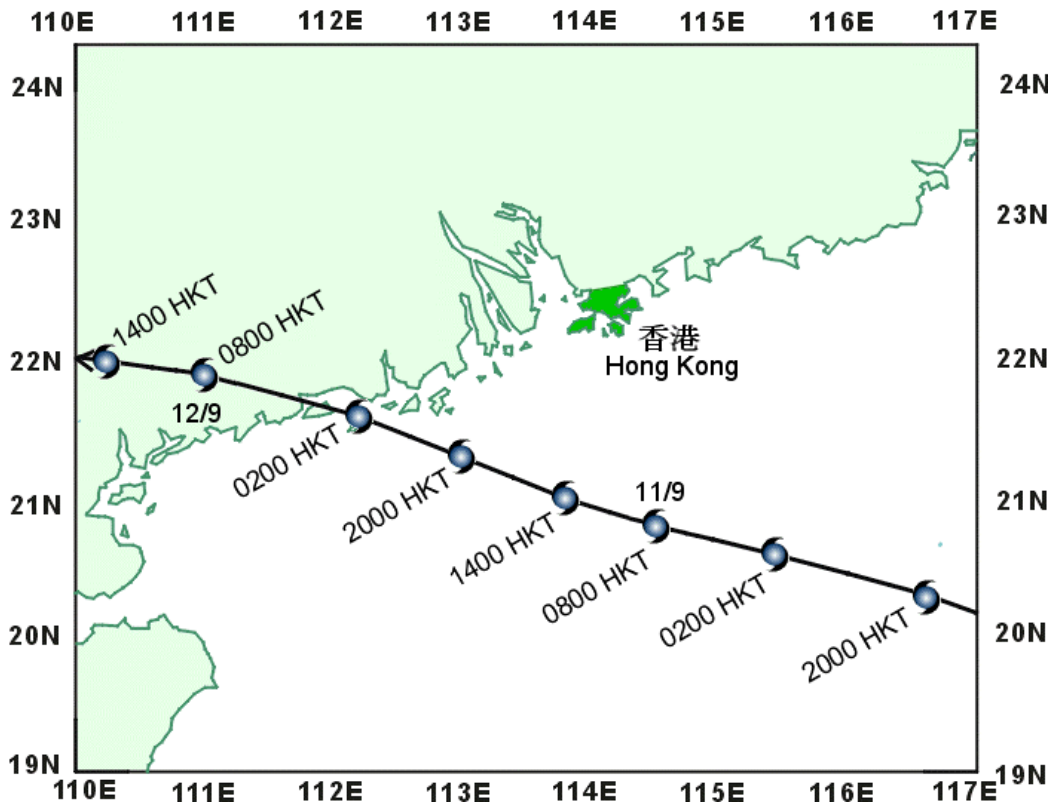 110E 111E 112E 113E 114E 115E 116E 117E
24N 24N
23N 23N
1400 HKT
0800 HKT
香港
22N 22N
Hong Kong
12/9
0200 HKT
2000 HKT
11/9
21N 21N
1400 HKT
0800 HKT
0200 HKT
2000 HKT
20N 20N
19N 19N
110E 111E 112E 113E 114E 115E 116E 117E